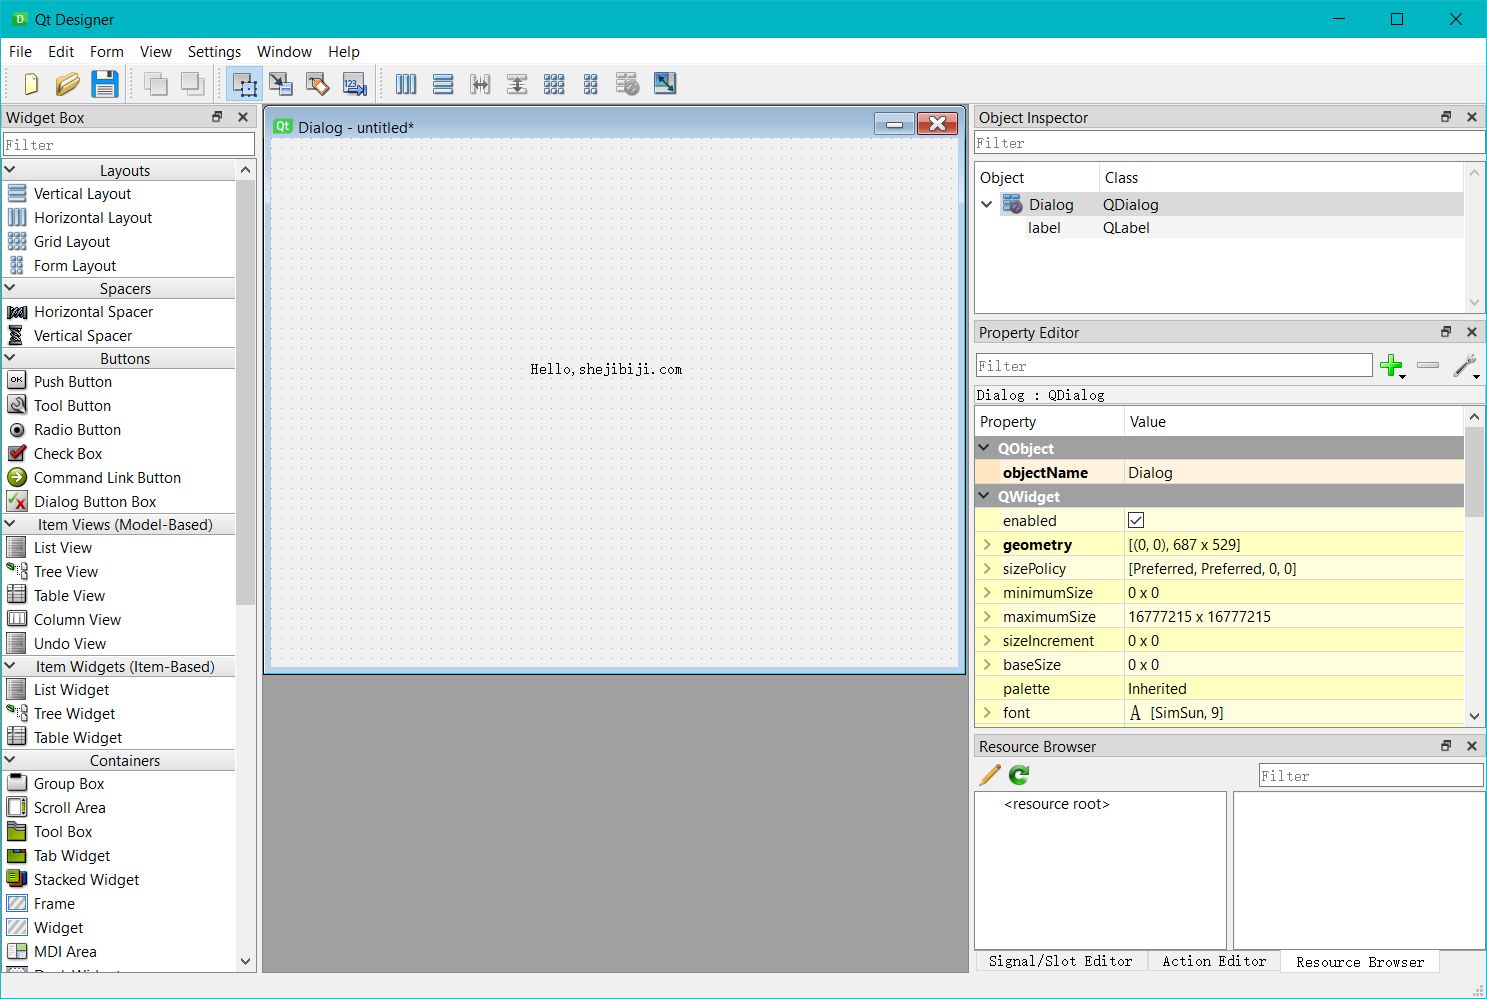 Qt Designer
File Edit Form View Settings Window Help
Widget Box
Filter
Layouts
Vertical Layout
Horizontal Layout
Grid Layout
Form Layout
Spacers
Horizontal Spacer
Vertical Spacer
Buttons
Push Button
Tool Button
Radio Button
Check Box
Command Link Button
Dialog Button Box
Item Views (Model-Based)
List View
Tree View
Table View
Column View
Undo View
Item Widgets (Item-Based)
List Widget
Tree Widget
Table Widget
Containers
Group Box
Scroll Area
Tool Box
Tab Widget
Stacked Widget
Frame
Widget
MDI Area
Dialog - untitled*
Hello,shejibiji.com
Object Inspector
Filter
Object Class
Dialog QDialog
label QLabel
Property Editor
Filter
Dialog : QDialog
Property Value
QObject
objectName Dialog
QWidget
enabled
geometry [(0, 0), 687 x 529]
sizePolicy [Preferred, Preferred, 0, 0]
minimumSize 0 x 0
maximumSize 16777215 x 16777215
sizeIncrement 0 x 0
baseSize 0 x 0
palette Inherited
font A [SimSun, 9]
Resource Browser
Filter
<resource root>
Signal/Slot Editor Action Editor Resource Browser